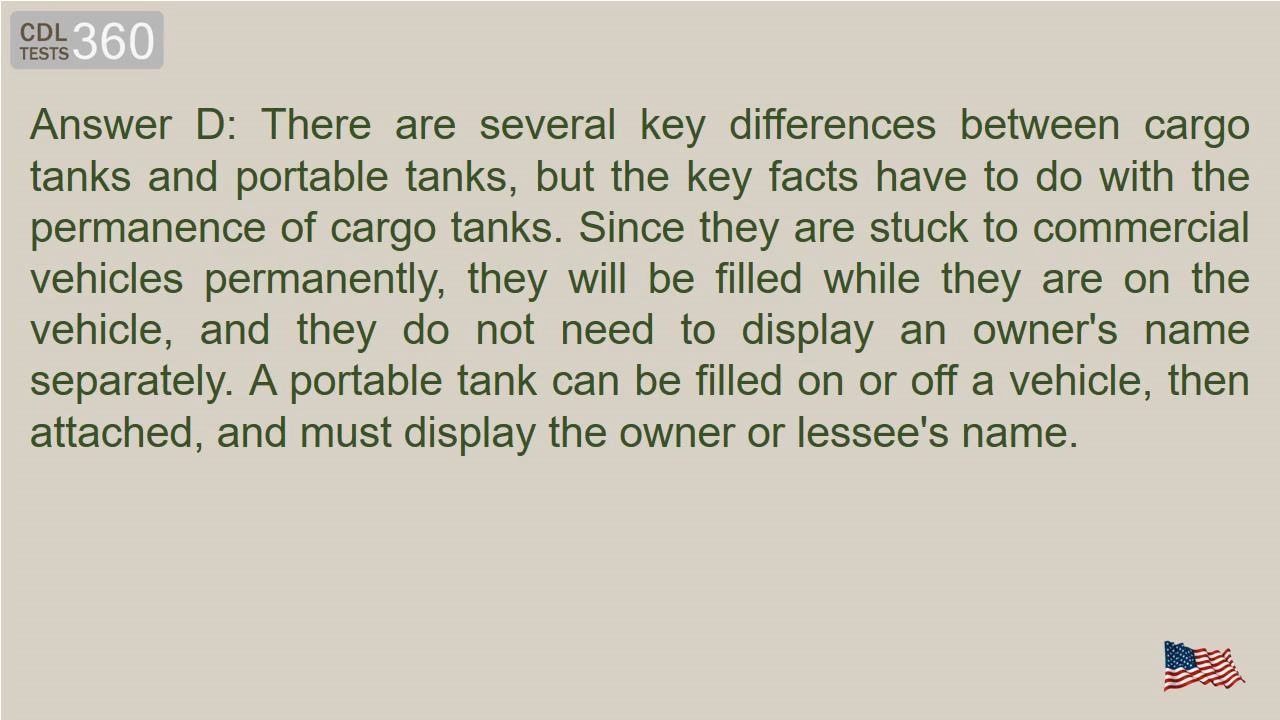 CDL
TESTS 360
Answer D: There are several key differences between cargo
tanks and portable tanks, but the key facts have to do with the
permanence of cargo tanks. Since they are stuck to commercial
vehicles permanently, they will be filled while they are on the
vehicle, and they do not need to display an owner's name
separately. A portable tank can be filled on or off a vehicle, then
attached, and must display the owner or lessee's name.